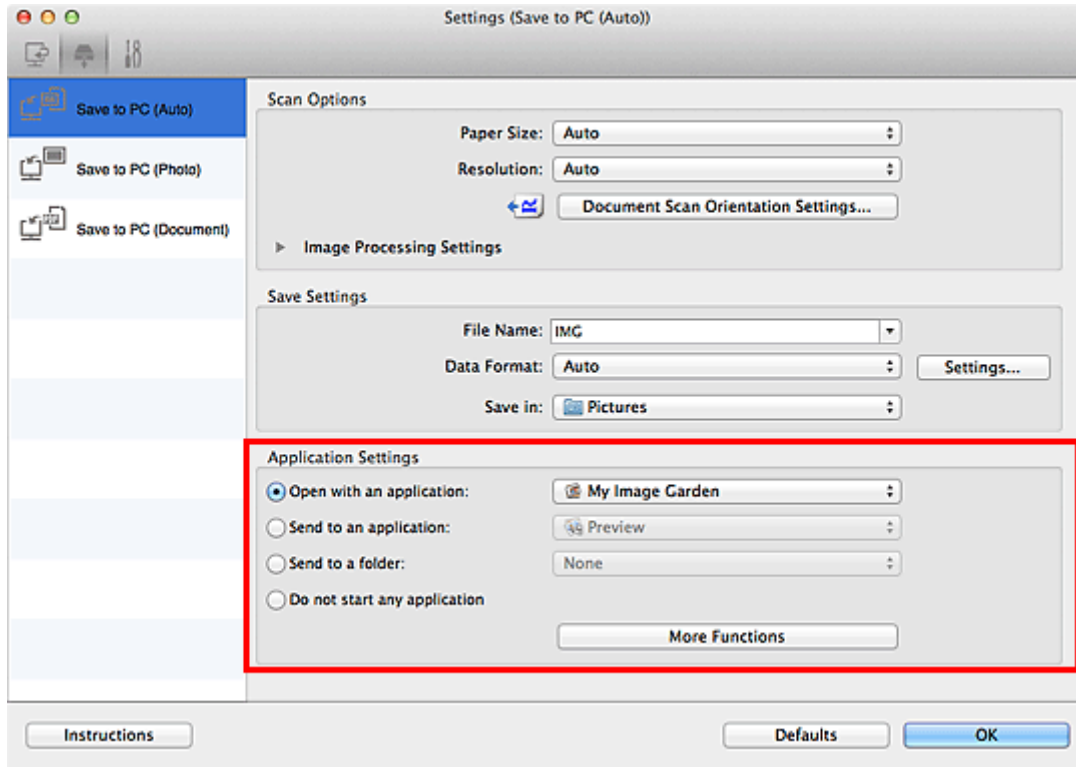 Settings (Save to PC (Auto))
Save to PC (Auto)
Save to PC (Photo)
Save to PC (Document)
Scan Options
Paper Size: Auto
Resolution: Auto
Document Scan Orientation Settings...
Image Processing Settings
Save Settings
File Name: IMG
Data Format: Auto Settings...
Save in: Pictures
Application Settings
Open with an application: My Image Garden
Send to an application: Preview
Send to a folder: None
Do not start any application
More Functions
Instructions Defaults OK